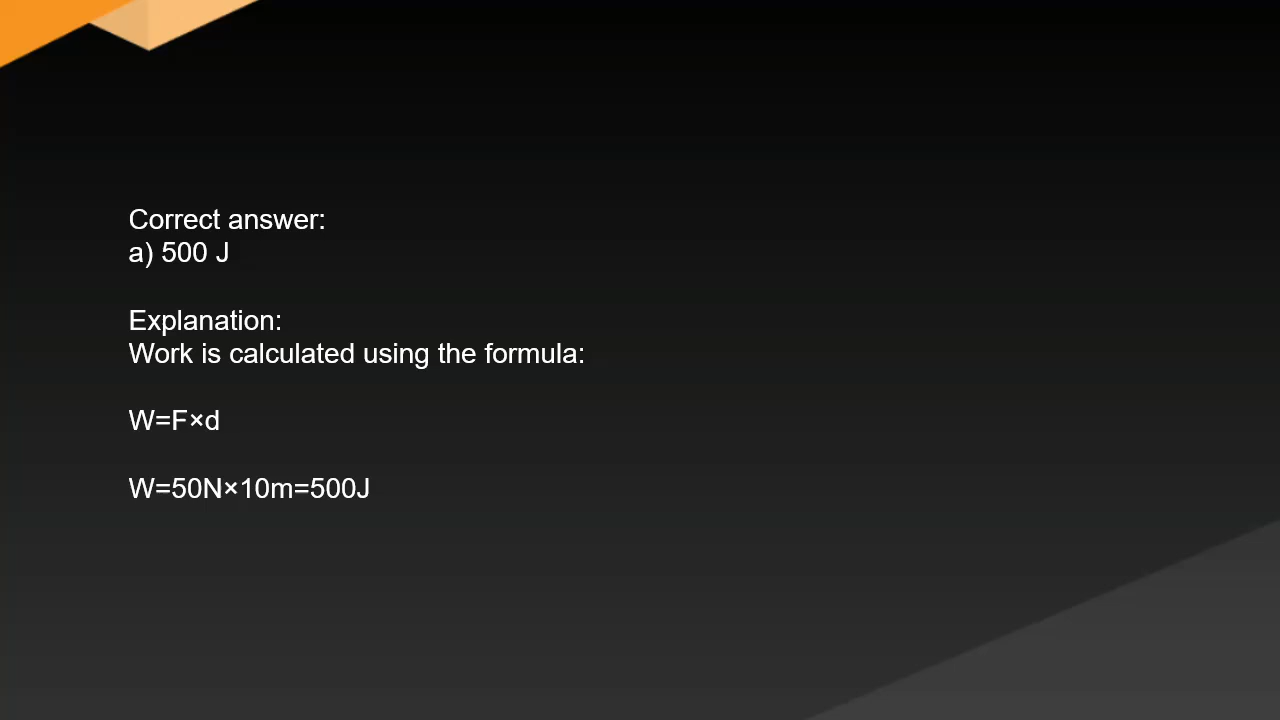 Correct answer:
a) 500 J
Explanation:
Work is calculated using the formula:
W=F×d
W=50N×10m=500J